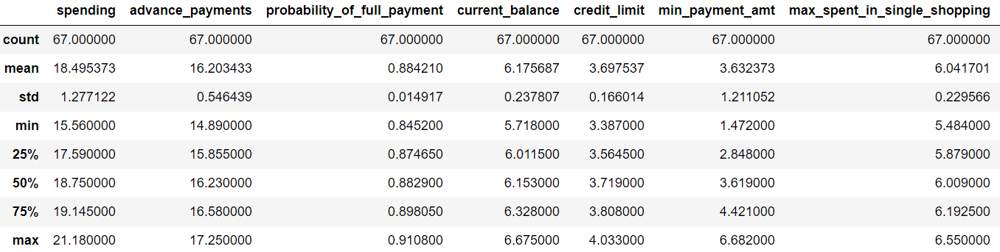 spending advance_payments probability_of_full_payment current_balance credit_limit min_payment_amt max_spent_in_single_shopping
count 67.000000 67.000000 67.000000 67.000000 67.000000 67.000000 67.000000
mean 18.495373 16.203433 0.884210 6.175687 3.697537 3.632373 6.041701
std 1.277122 0.546439 0.014917 0.237807 0.166014 1.211052 0.229566
min 15.560000 14.890000 0.845200 5.718000 3.387000 1.472000 5.484000
25% 17.590000 15.855000 0.874650 6.011500 3.564500 2.848000 5.879000
50% 18.750000 16.230000 0.882900 6.153000 3.719000 3.619000 6.009000
75% 19.145000 16.580000 0.898050 6.328000 3.808000 4.421000 6.192500
max 21.180000 17.250000 0.910800 6.675000 4.033000 6.682000 6.550000